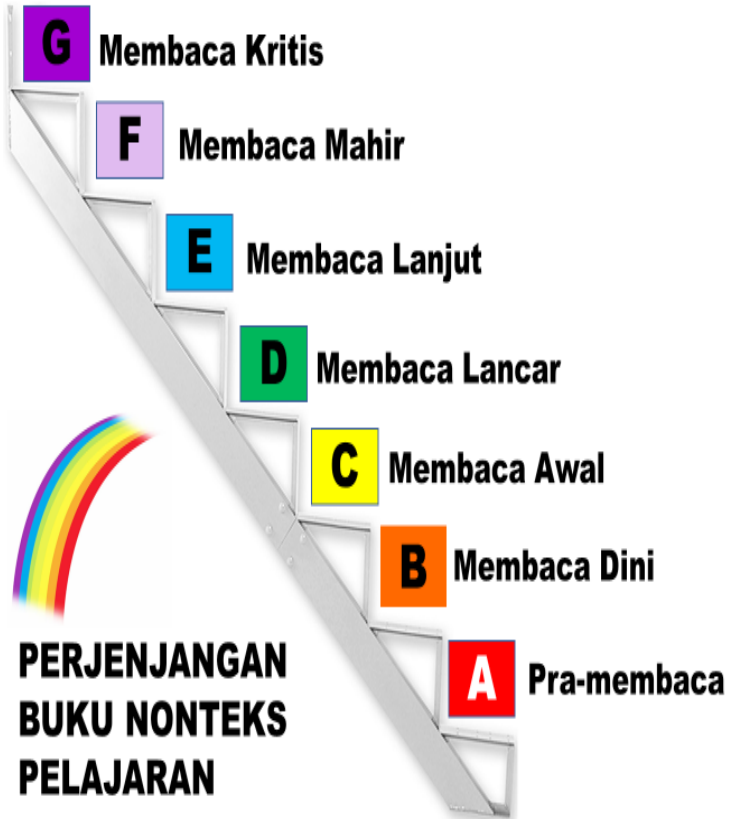 G Membaca Kritis
F Membaca Mahir
E Membaca Lanjut
D Membaca Lancar
C Membaca Awal
B Membaca Dini
A Pra-membaca
PERJENJANGAN
BUKU NONTEKS
PELAJARAN